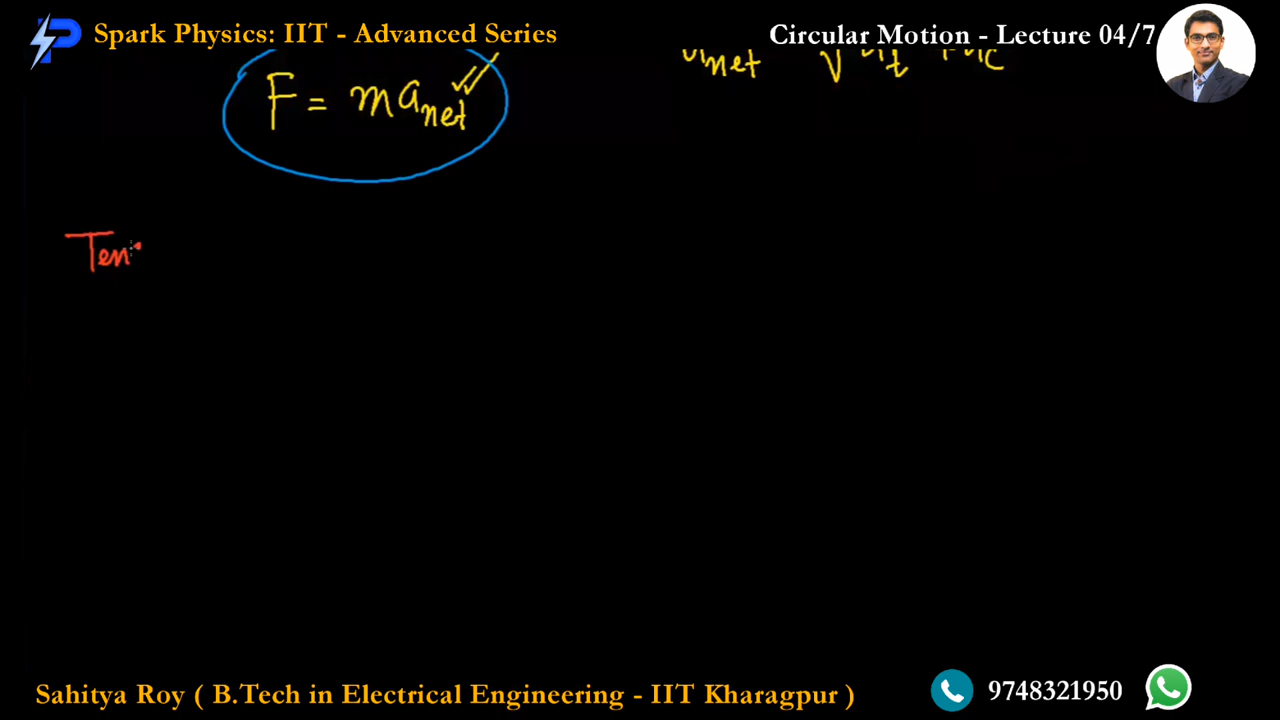 Spark Physics: IIT - Advanced Series
Circular Motion - Lecture 04/7
F = ma_net
Ten
Sahitya Roy ( B.Tech in Electrical Engineering - IIT Kharagpur )
9748321950